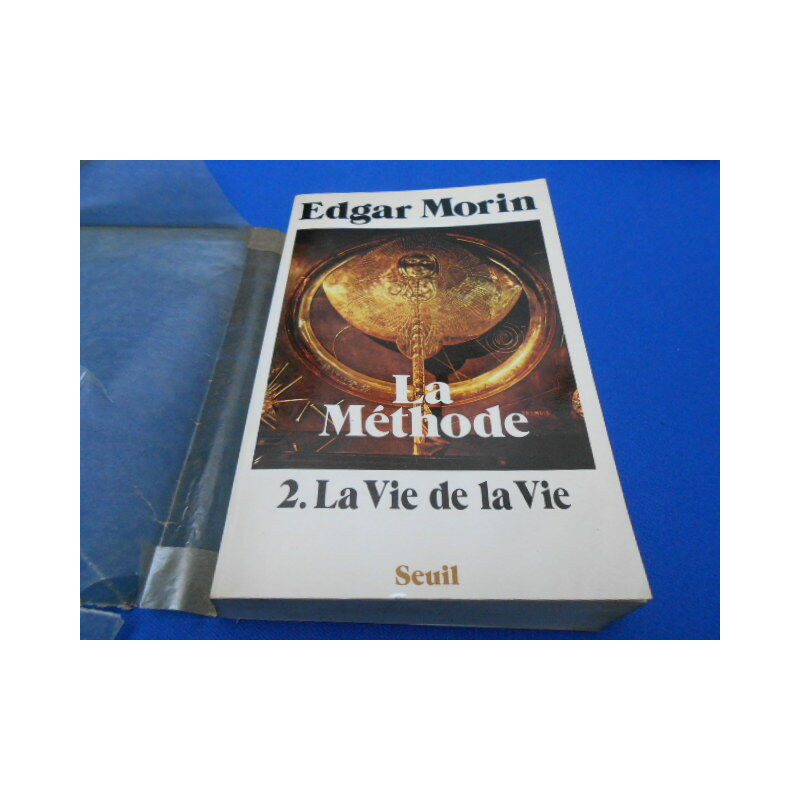 Edgar Morin
La
Méthode
2. La Vie de la Vie
Seuil